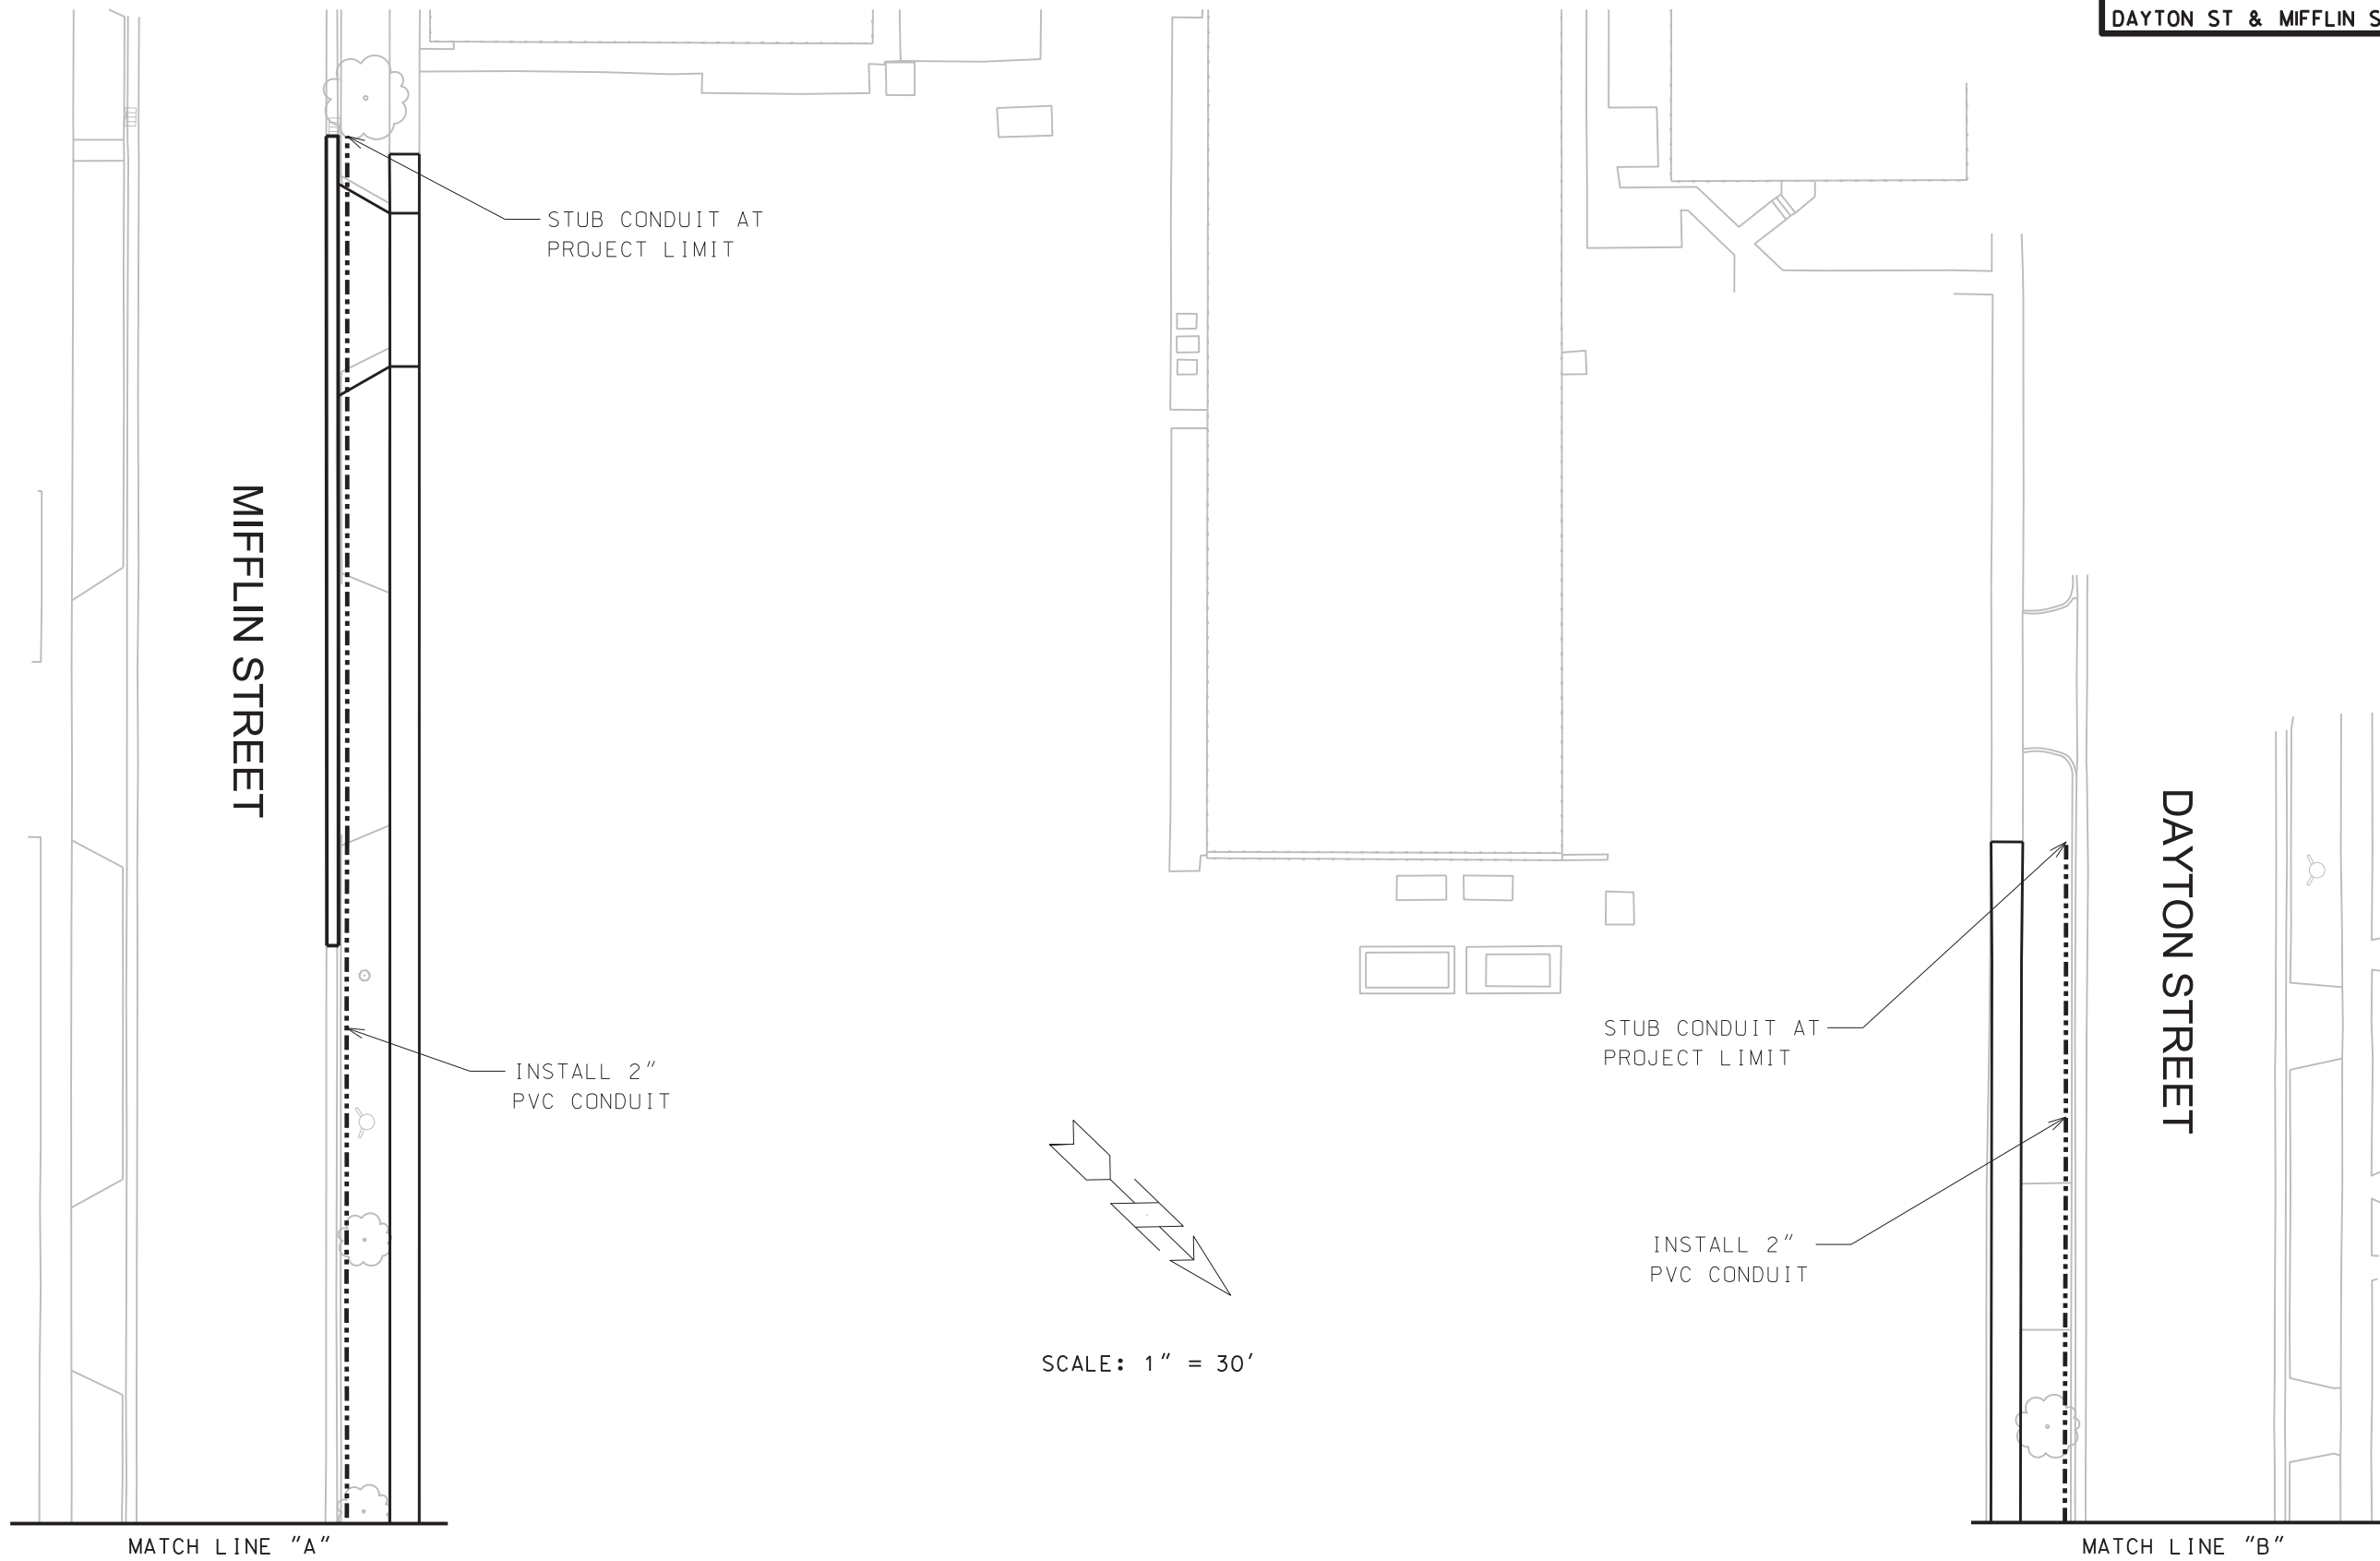 DAYTON ST & MIFFLIN S
STUB CONDUIT AT
PROJECT LIMIT
MIFFLIN STREET
INSTALL 2"
PVC CONDUIT
DAYTON STREET
STUB CONDUIT AT
PROJECT LIMIT
INSTALL 2"
PVC CONDUIT
SCALE: 1" = 30'
MATCH LINE "A"
MATCH LINE "B"